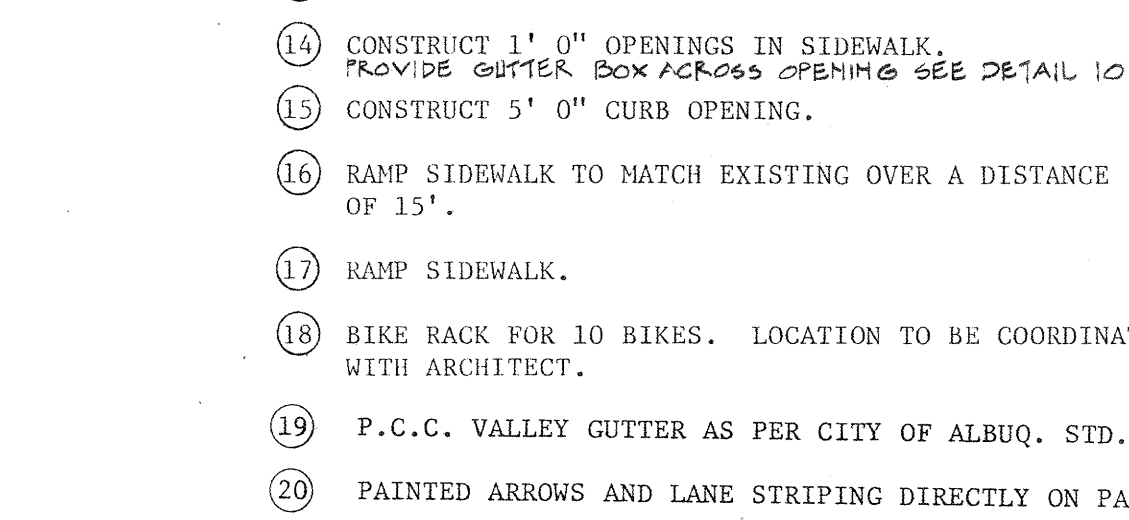 14 CONSTRUCT 1' 0" OPENINGS IN SIDEWALK.
PROVIDE GUTTER BOX ACROSS OPENING SEE DETAIL 10
15 CONSTRUCT 5' 0" CURB OPENING.
16 RAMP SIDEWALK TO MATCH EXISTING OVER A DISTANCE
OF 15'.
17 RAMP SIDEWALK.
18 BIKE RACK FOR 10 BIKES. LOCATION TO BE COORDINA
WITH ARCHITECT.
19 P.C.C. VALLEY GUTTER AS PER CITY OF ALBUQ. STD.
20 PAINTED ARROWS AND LANE STRIPING DIRECTLY ON PA